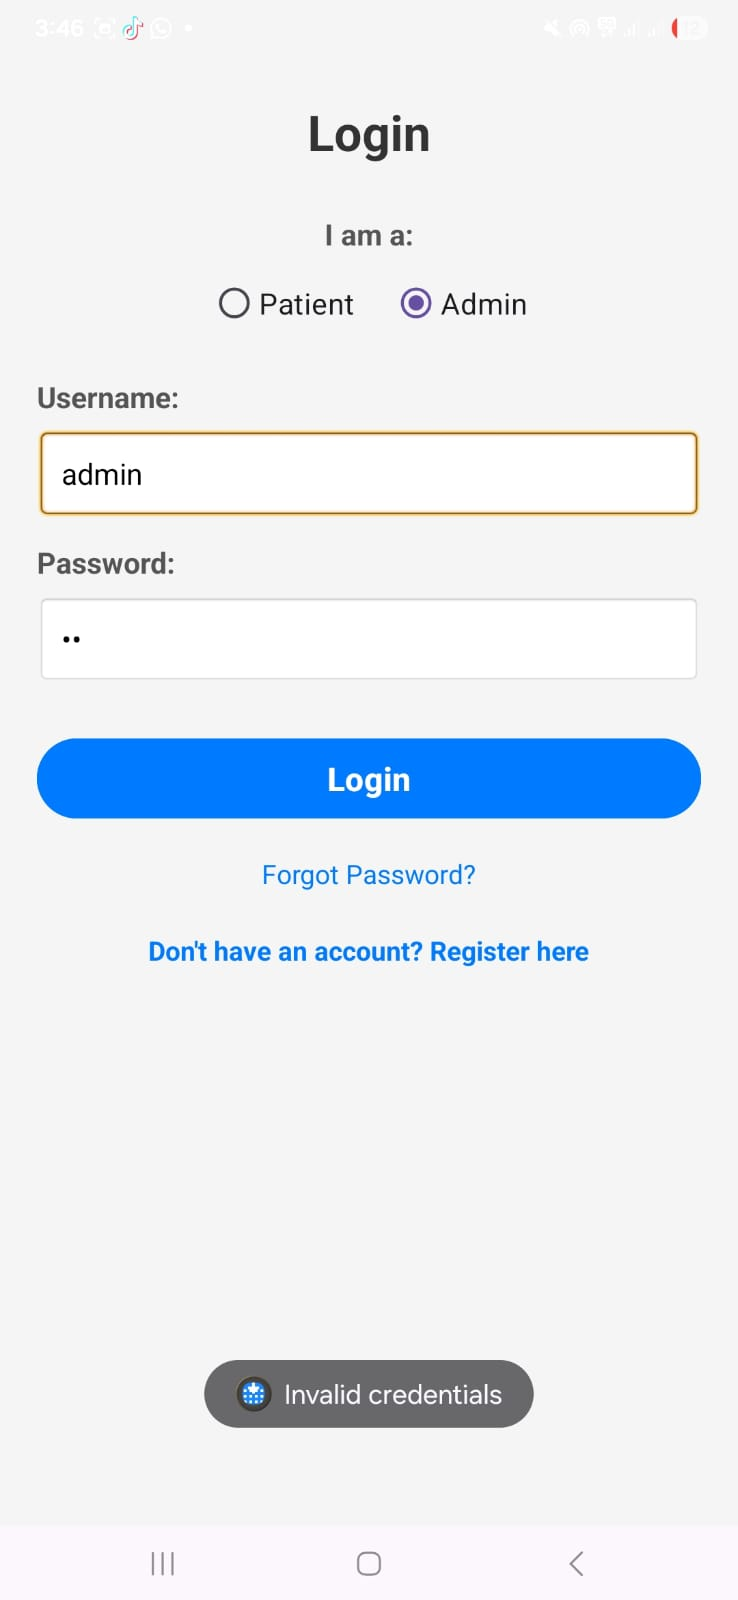 3:46
Login
I am a:
Patient Admin
Username:
admin
Password:
••
Login
Forgot Password?
Don't have an account? Register here
Invalid credentials